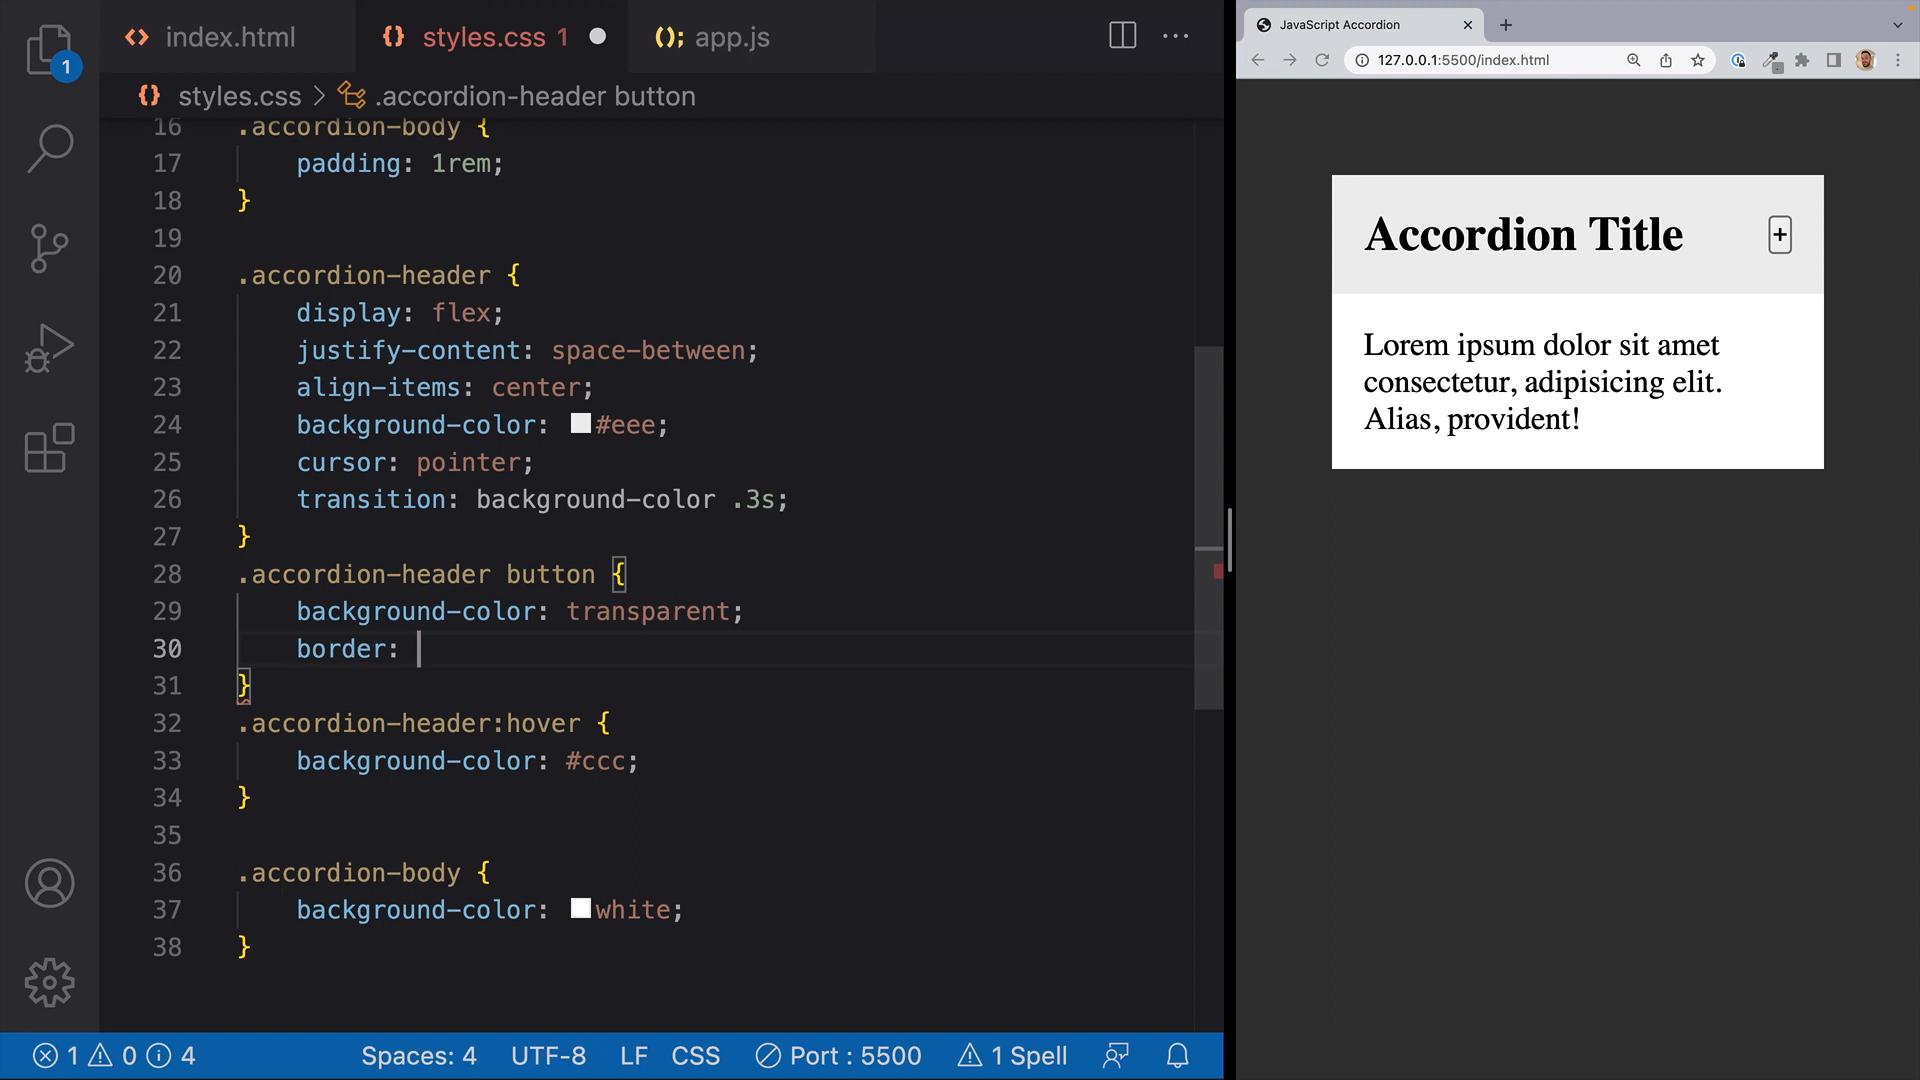 1
index.html
styles.css 1
app.js
styles.css > .accordion-header button
16 .accordion-body {
17 padding: 1rem;
18 }
19
20 .accordion-header {
21 display: flex;
22 justify-content: space-between;
23 align-items: center;
24 background-color: #eee;
25 cursor: pointer;
26 transition: background-color .3s;
27 }
28 .accordion-header button {
29 background-color: transparent;
30 border:
31 }
32 .accordion-header:hover {
33 background-color: #ccc;
34 }
35
36 .accordion-body {
37 background-color: white;
38 }
1 0 4 Spaces: 4 UTF-8 LF CSS Port : 5500 1 Spell
JavaScript Accordion
127.0.0.1:5500/index.html
Accordion Title +
Lorem ipsum dolor sit amet
consectetur, adipisicing elit.
Alias, provident!